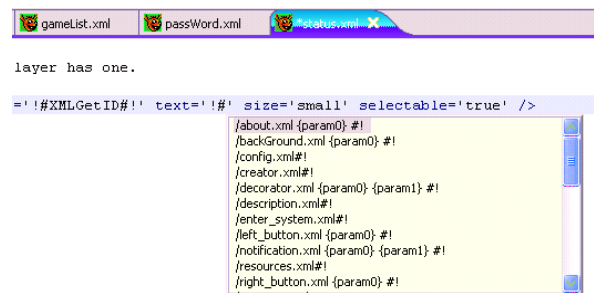 gameList.xml passWord.xml *status.xml
layer has one.
='!#XMLGetID#!' text='!#' size='small' selectable='true' />
/about.xml {param0} #!
/backGround.xml {param0} #!
/config.xml#!
/creator.xml#!
/decorator.xml {param0} {param1} #!
/description.xml#!
/enter_system.xml#!
/left_button.xml {param0} #!
/notification.xml {param0} {param1} #!
/resources.xml#!
/right_button.xml {param0} #!